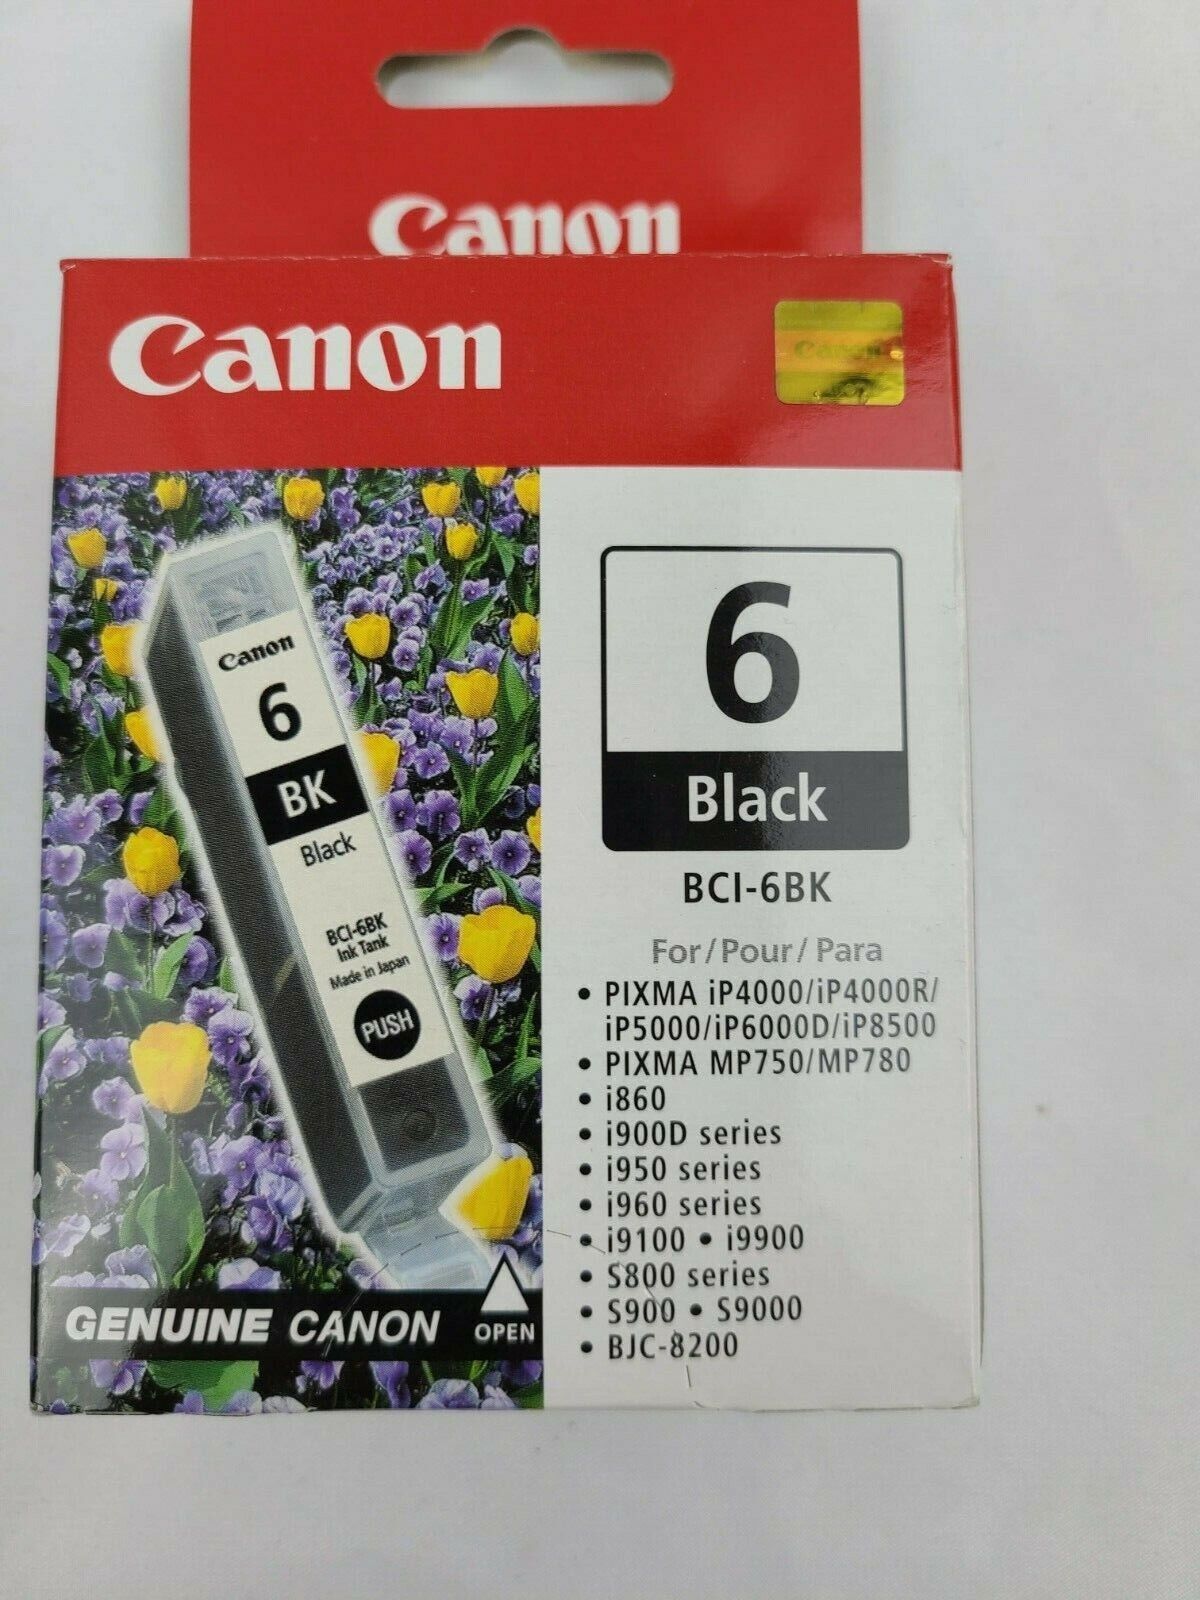 Canon
Canon
Canon
6
Black
BCI-6BK
For/Pour/Para
• PIXMA iP4000/iP4000R/
iP5000/iP6000D/iP8500
• PIXMA MP750/MP780
• i860
• i900D series
• i950 series
• i960 series
• i9100 • i9900
• S800 series
• S900 • S9000
• BJC-8200
Canon
6
BK
Black
BCI-6BK
Ink Tank
Made in Japan
PUSH
GENUINE CANON
OPEN